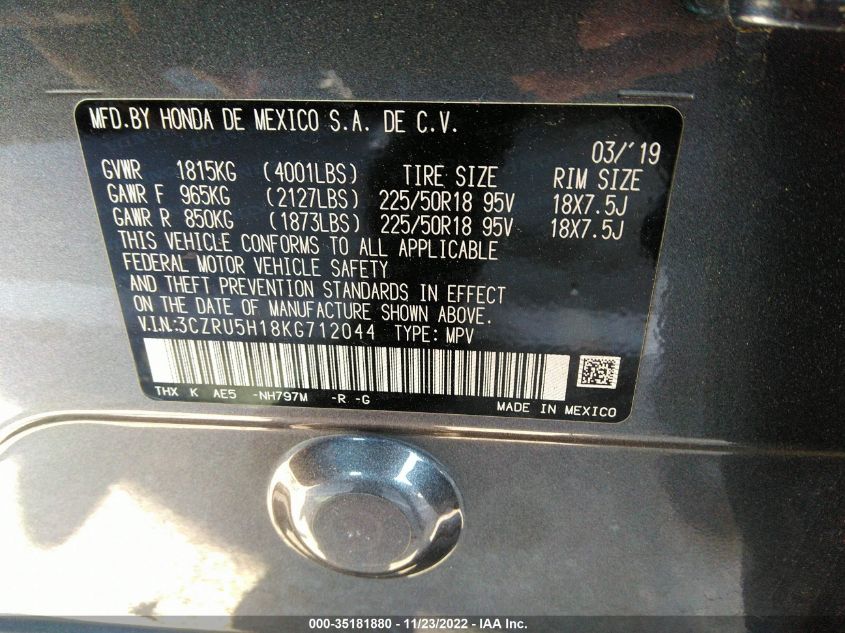 MFD.BY HONDA DE MEXICO S.A. DE C.V.
03/'19
GVWR 1815KG (4001LBS) TIRE SIZE RIM SIZE
GAWR F 965KG (2127LBS) 225/50R18 95V 18X7.5J
GAWR R 850KG (1873LBS) 225/50R18 95V 18X7.5J
THIS VEHICLE CONFORMS TO ALL APPLICABLE
FEDERAL MOTOR VEHICLE SAFETY
AND THEFT PREVENTION STANDARDS IN EFFECT
ON THE DATE OF MANUFACTURE SHOWN ABOVE.
V.I.N:3CZRU5H18KG712044 TYPE: MPV
THX K AE5 -NH797M -R -G
MADE IN MEXICO
000-35181880 - 11/23/2022 - IAA Inc.